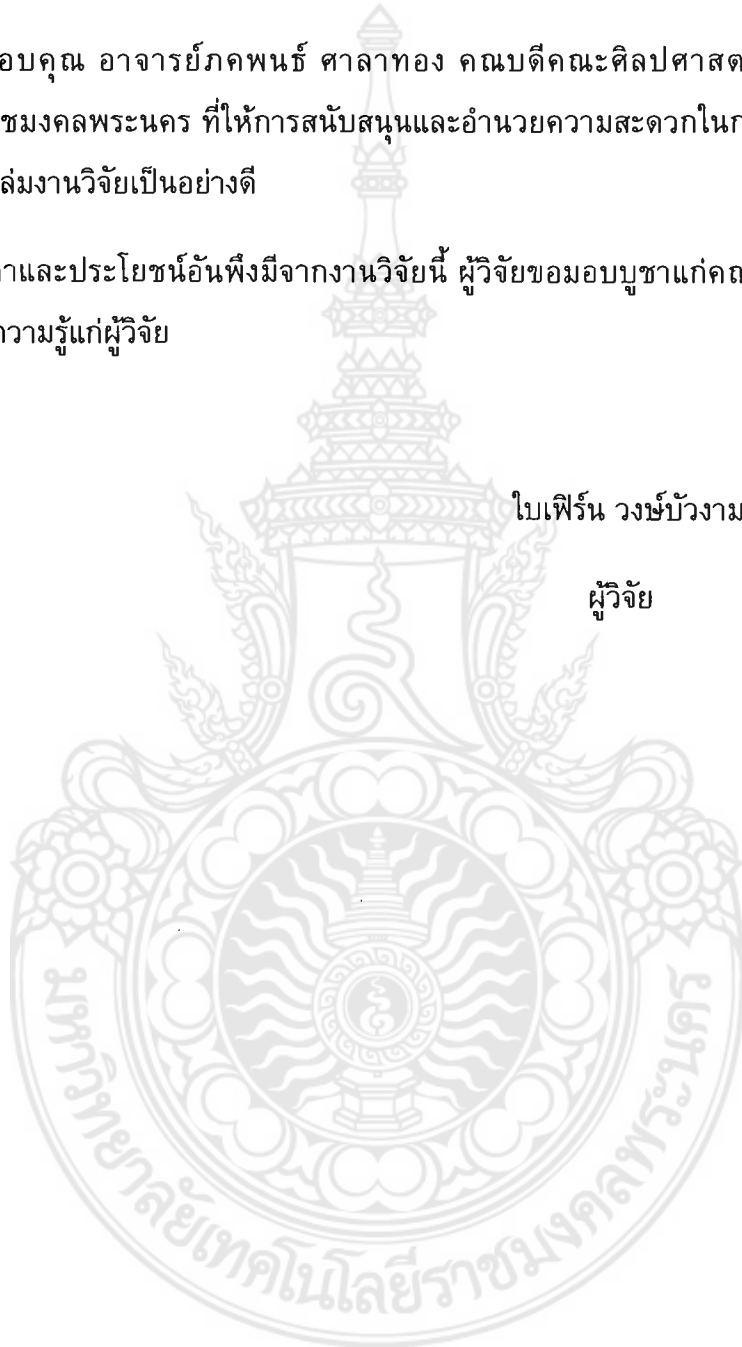 อบคุณ อาจารย์ภคพนธ์ ศาลาทอง คณบดีคณะศิลปศาสต
ชมงคลพระนคร ที่ให้การสนับสนุนและอำนวยความสะดวกในก
ล่มงานวิจัยเป็นอย่างดี
าและประโยชน์อันพึงมีจากงานวิจัยนี้ ผู้วิจัยขอมอบบูชาแก่คณ
ความรู้แก่ผู้วิจัย
ใบเฟิร์น วงษ์บัวงาม
ผู้วิจัย
มหาวิทยาลัยเทคโนโลยีราชมงคลพระนคร